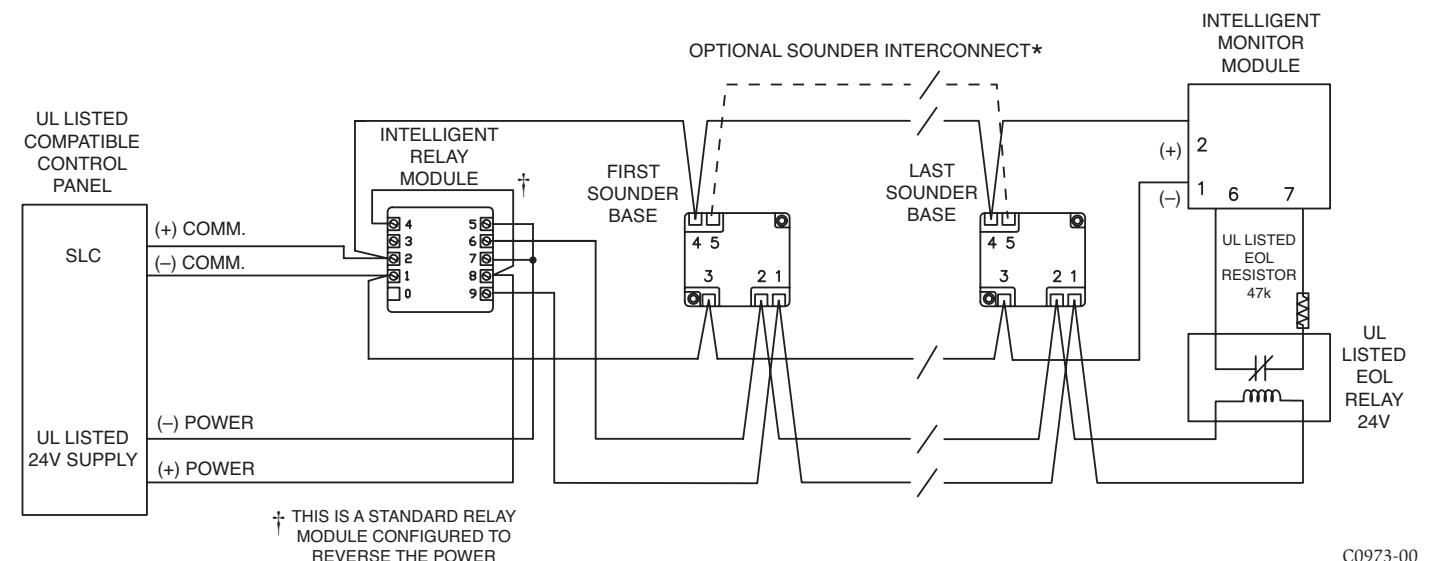 INTELLIGENT
MONITOR
MODULE
OPTIONAL SOUNDER INTERCONNECT*
UL LISTED
COMPATIBLE
CONTROL
PANEL
INTELLIGENT
RELAY
MODULE
†
FIRST
SOUNDER
BASE
LAST
SOUNDER
BASE
(+)
2
(–)
1
6 7
SLC
(+) COMM.
(–) COMM.
4
3
2
1
0
5
6
7
8
9
4 5
3
2 1
4 5
3
2 1
UL LISTED
EOL
RESISTOR
47k
UL
LISTED
EOL
RELAY
24V
UL LISTED
24V SUPPLY
(–) POWER
(+) POWER
† THIS IS A STANDARD RELAY
MODULE CONFIGURED TO
REVERSE THE POWER
C0973-00